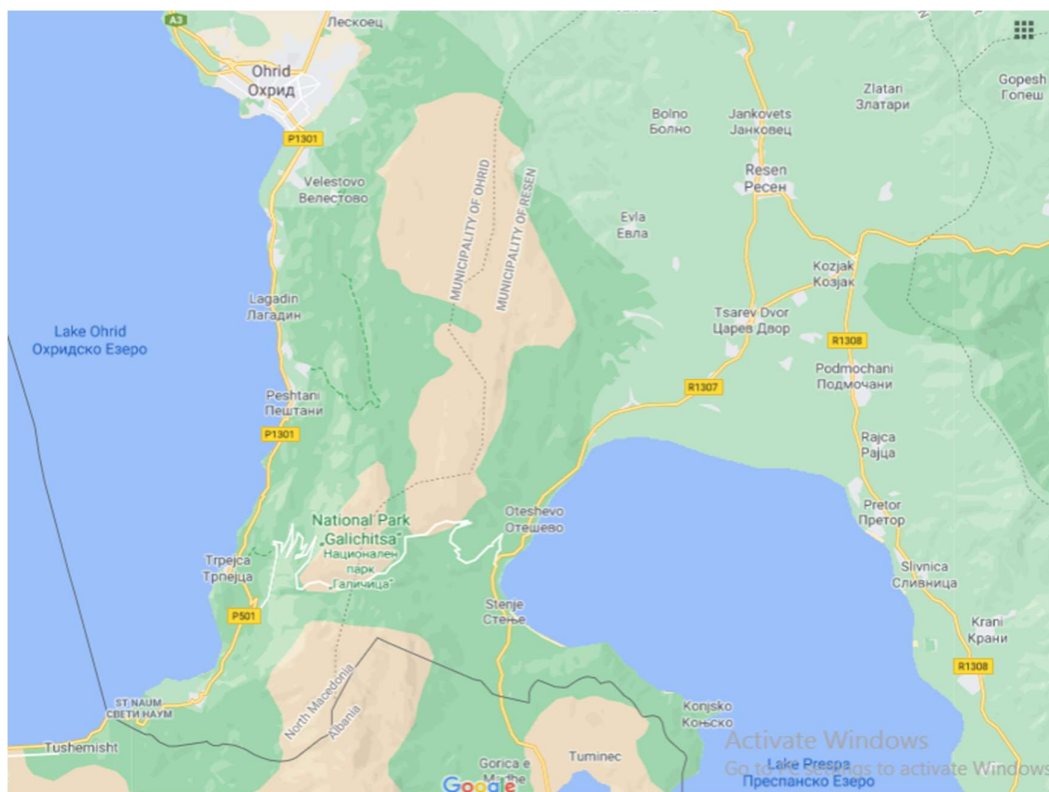 A3
Лескоец
Ohrid
Охрид
P1301
Velestovo
Велестово
MUNICIPALITY OF OHRID
MUNICIPALITY OF RESEN
Bolno
Болно
Jankovets
Јанковец
Zlatari
Златари
Gopesh
Гопеш
Resen
Ресен
Evla
Евла
Kozjak
Козјак
Lagadin
Лагадин
Lake Ohrid
Охридско Езеро
Tsarev Dvor
Царев Двор
R1308
Podmochani
Подмочани
R1307
Peshtani
Пештани
P1301
Rajca
Рајца
Pretor
Претор
Oteshevo
Отешево
National Park
„Galichitsa“
Национален
парк
„Галичица“
Trpejca
Трпејца
Slivnica
Сливница
P501
Stenje
Стење
Krani
Крани
R1308
North Macedonia
Albania
ST NAUM
СВЕТИ НАУМ
Tushemisht
Konjsko
Коњско
Tuminec
Gorica e
Madhe
Google
Activate Windows
Go to PC settings to activate Windows
Lake Prespa
Преспанско Езеро